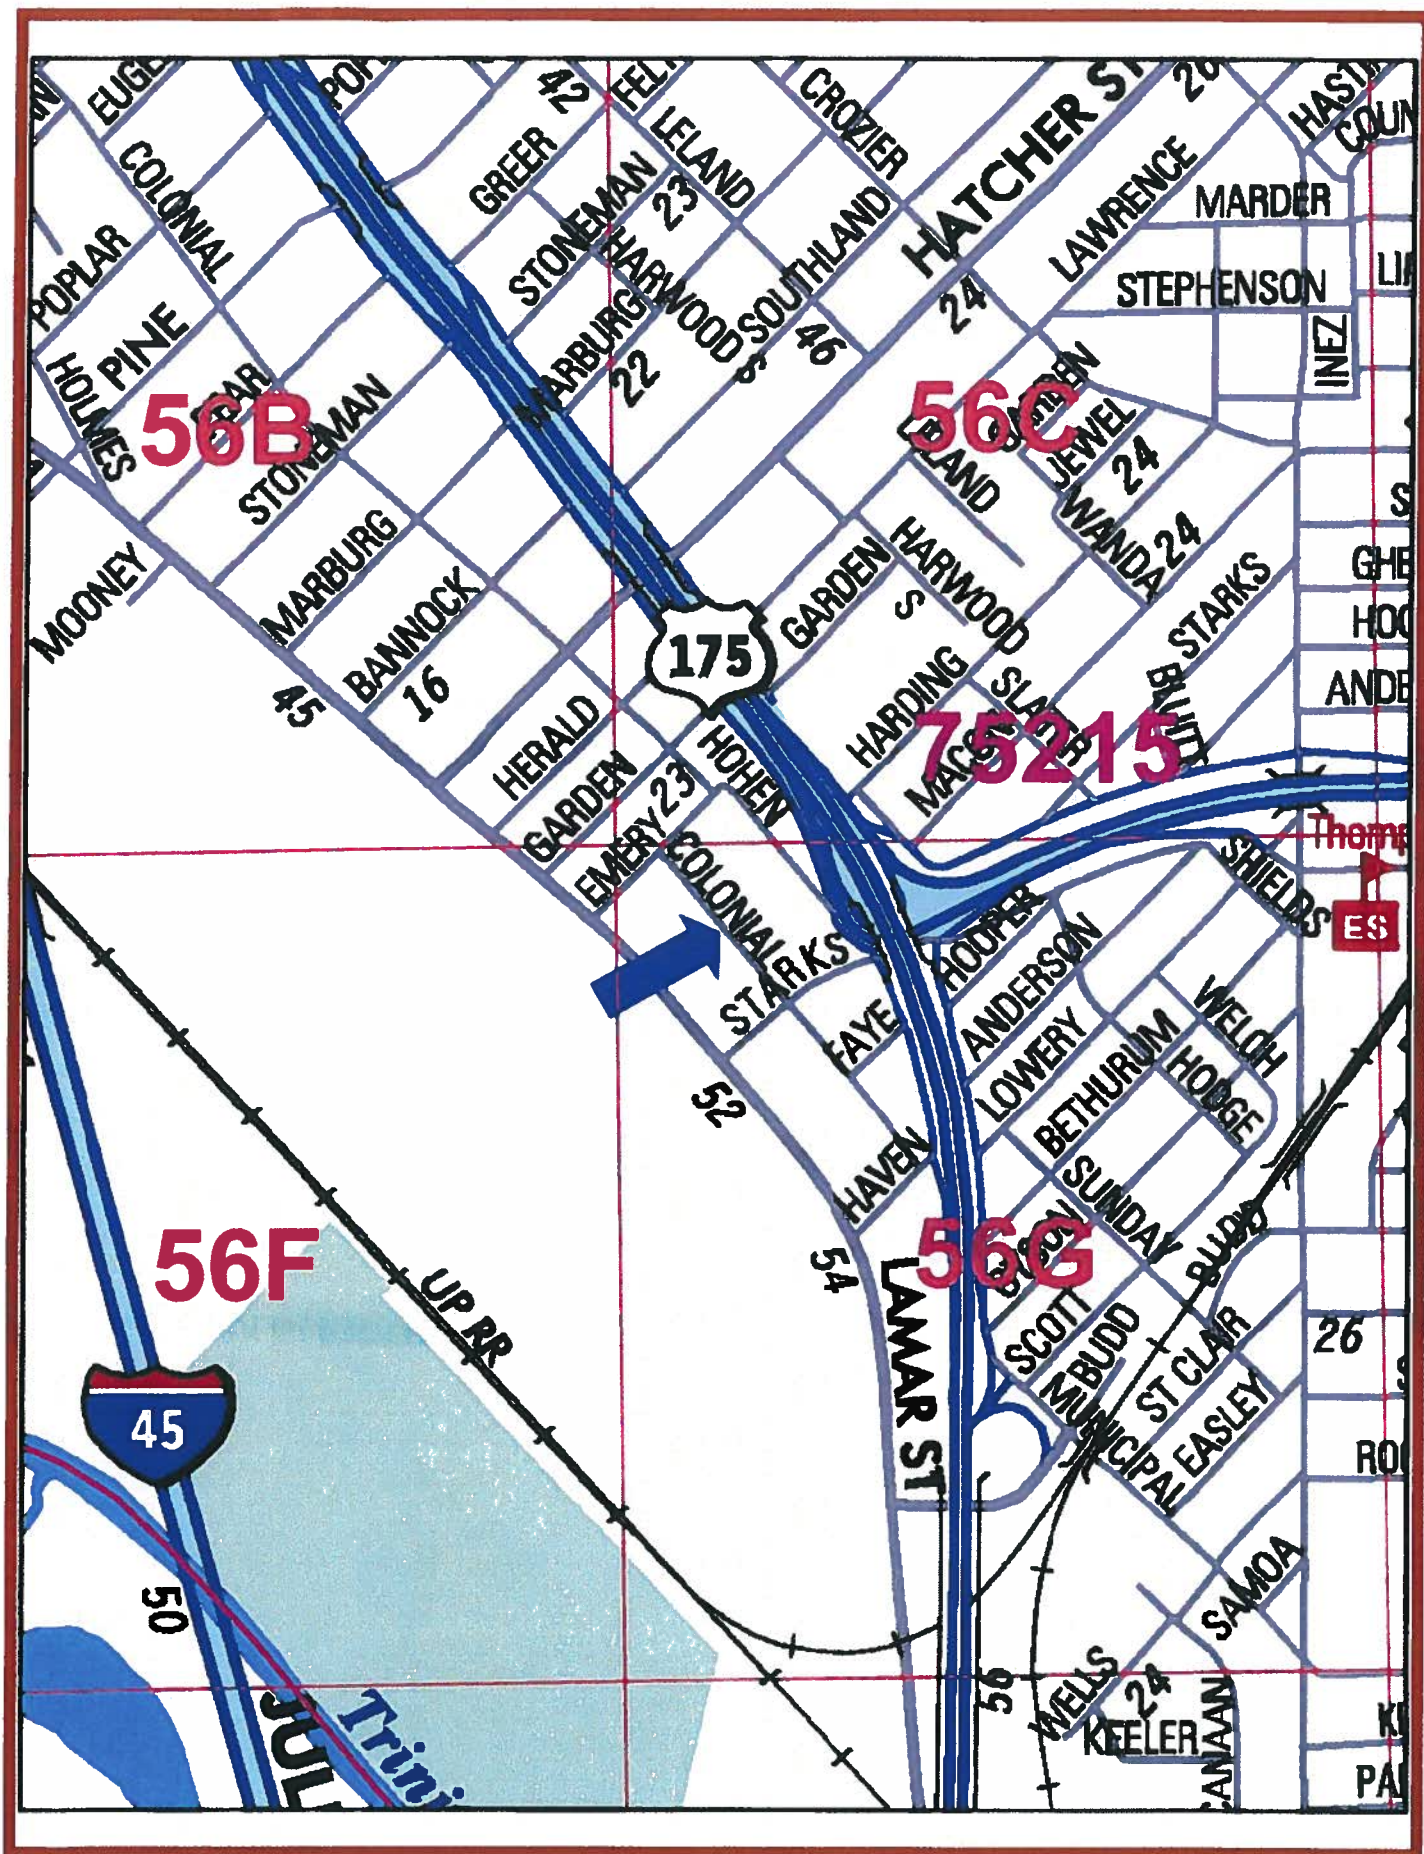 COLONIAL
GREER
42
LELAND
CROZIER
HATCHER ST
LAWRENCE
MARDER
STEPHENSON
INEZ
POPLAR
PINE
HOLMES
STONEMAN
23
HARWOOD
S
SOUTHLAND
46
24
MARBURG
22
56B
STONEMAN
56C
JEWEL
24
WANDA
24
STARKS
MOONEY
MARBURG
BANNOCK
16
45
175
GARDEN
HARWOOD
S
HARDING
SLATER
75215
HERALD
GARDEN
EMERY
23
HOHEN
COLONIAL
STARKS
FAYE
HOOPER
ANDERSON
LOWERY
BETHURUM
WELCH
HODGE
SHIELDS
ES
52
HAVEN
54
LAMAR ST
56F
56G
SUNDAY
BUDD
SCOTT
M BUDD
ST CLAIR
MUNICIPAL
EASLEY
26
UP RR
45
50
SAMOA
WELLS
24
KEELER
CANAAN
56